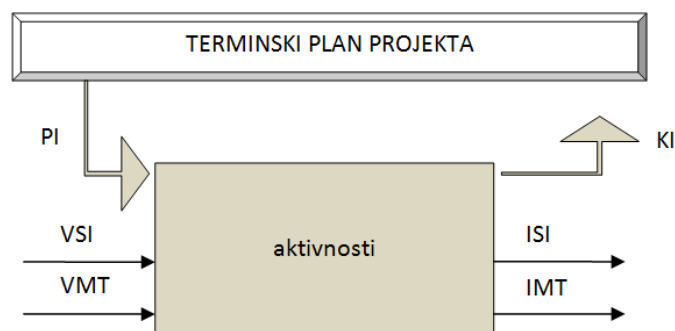 TERMINSKI PLAN PROJEKTA
PI
KI
VSI
aktivnosti
ISI
VMT
IMT